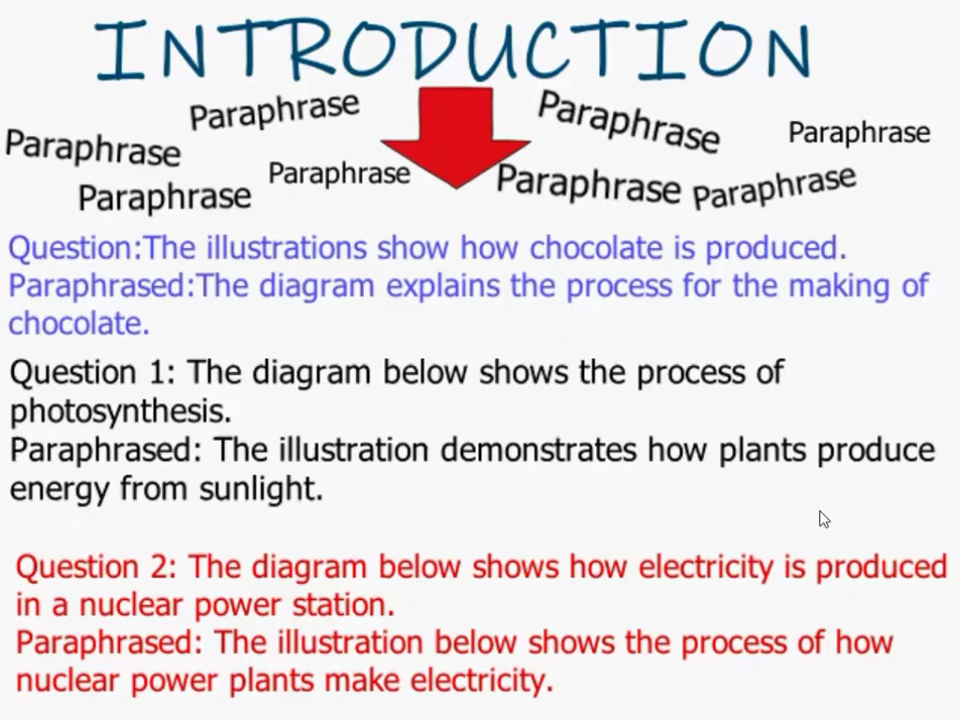 INTRODUCTION
Paraphrase Paraphrase
Paraphrase Paraphrase
Paraphrase Paraphrase Paraphrase Paraphrase
Question:The illustrations show how chocolate is produced.
Paraphrased:The diagram explains the process for the making of
chocolate.
Question 1: The diagram below shows the process of
photosynthesis.
Paraphrased: The illustration demonstrates how plants produce
energy from sunlight.
Question 2: The diagram below shows how electricity is produced
in a nuclear power station.
Paraphrased: The illustration below shows the process of how
nuclear power plants make electricity.